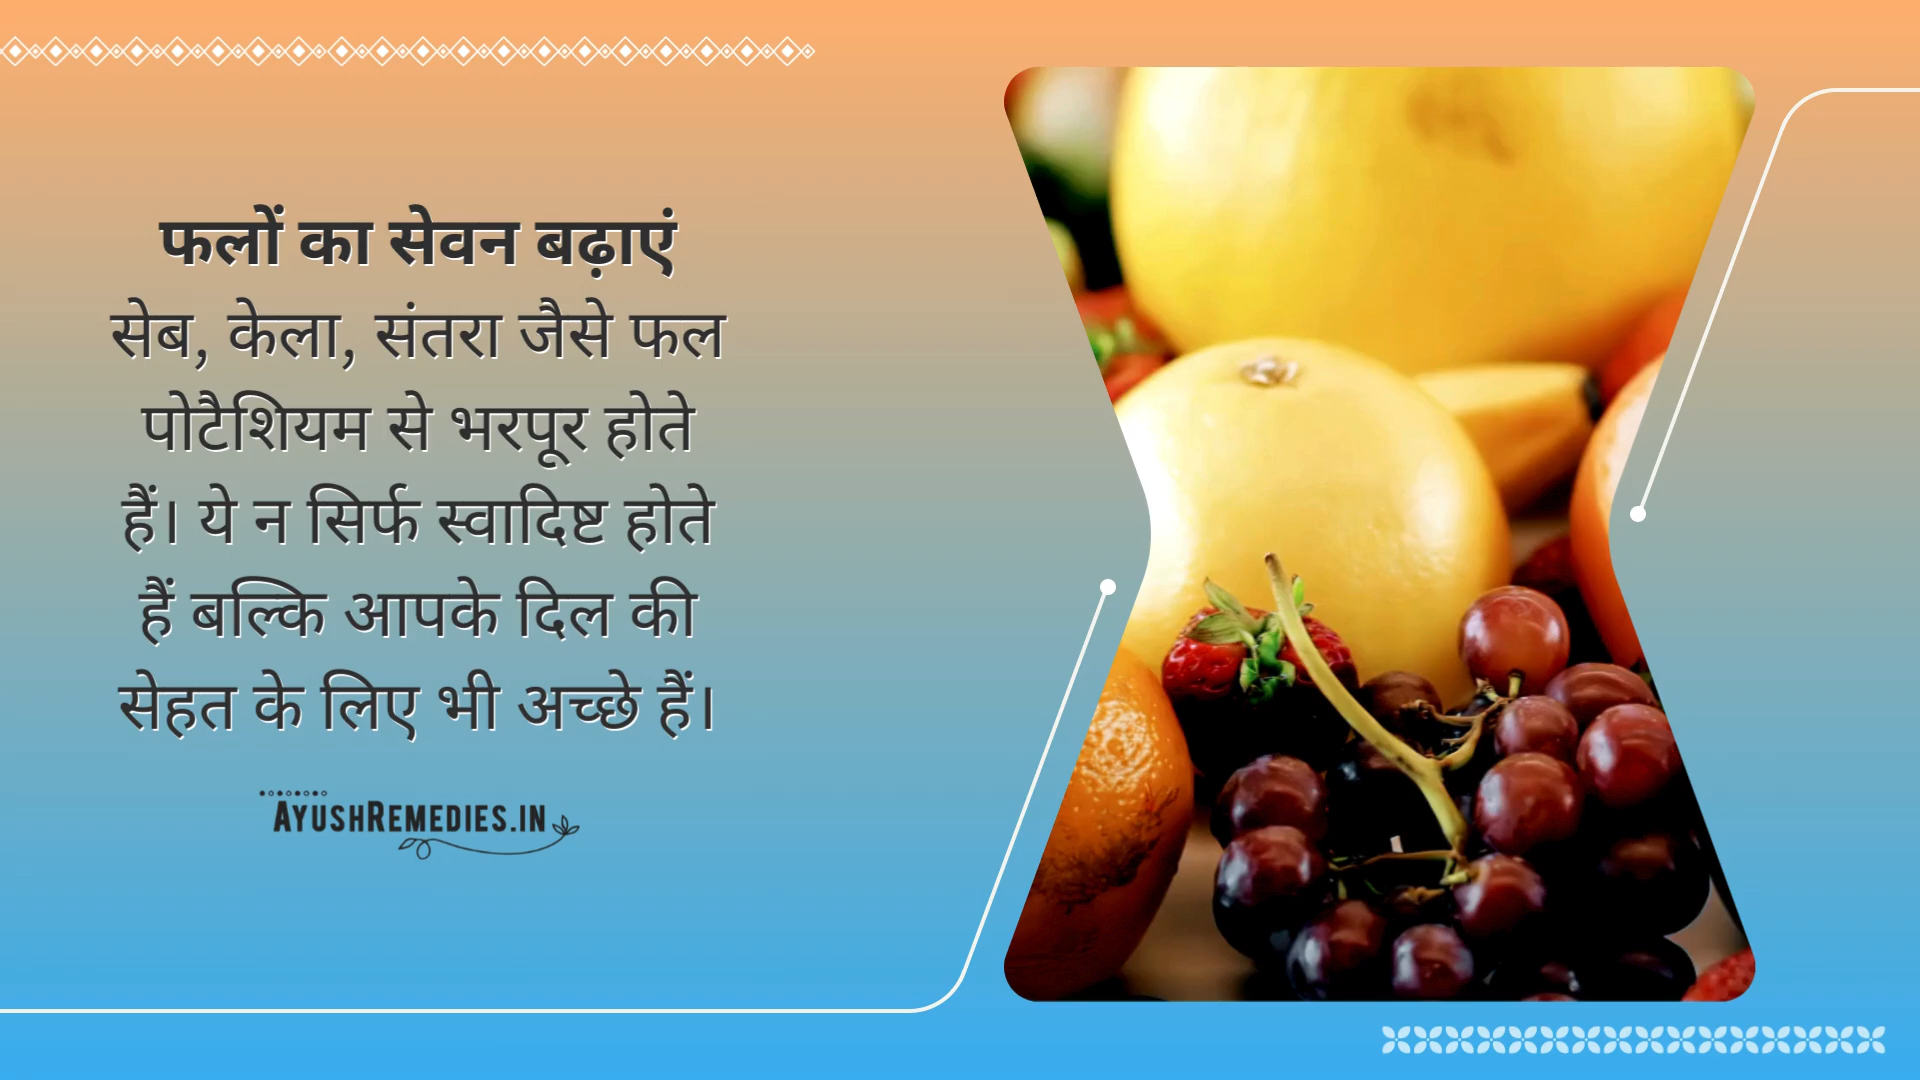 फलों का सेवन बढ़ाएं
सेब, केला, संतरा जैसे फल
पोटैशियम से भरपूर होते
हैं। ये न सिर्फ स्वादिष्ट होते
हैं बल्कि आपके दिल की
सेहत के लिए भी अच्छे हैं।
AYUSHREMEDIES.IN